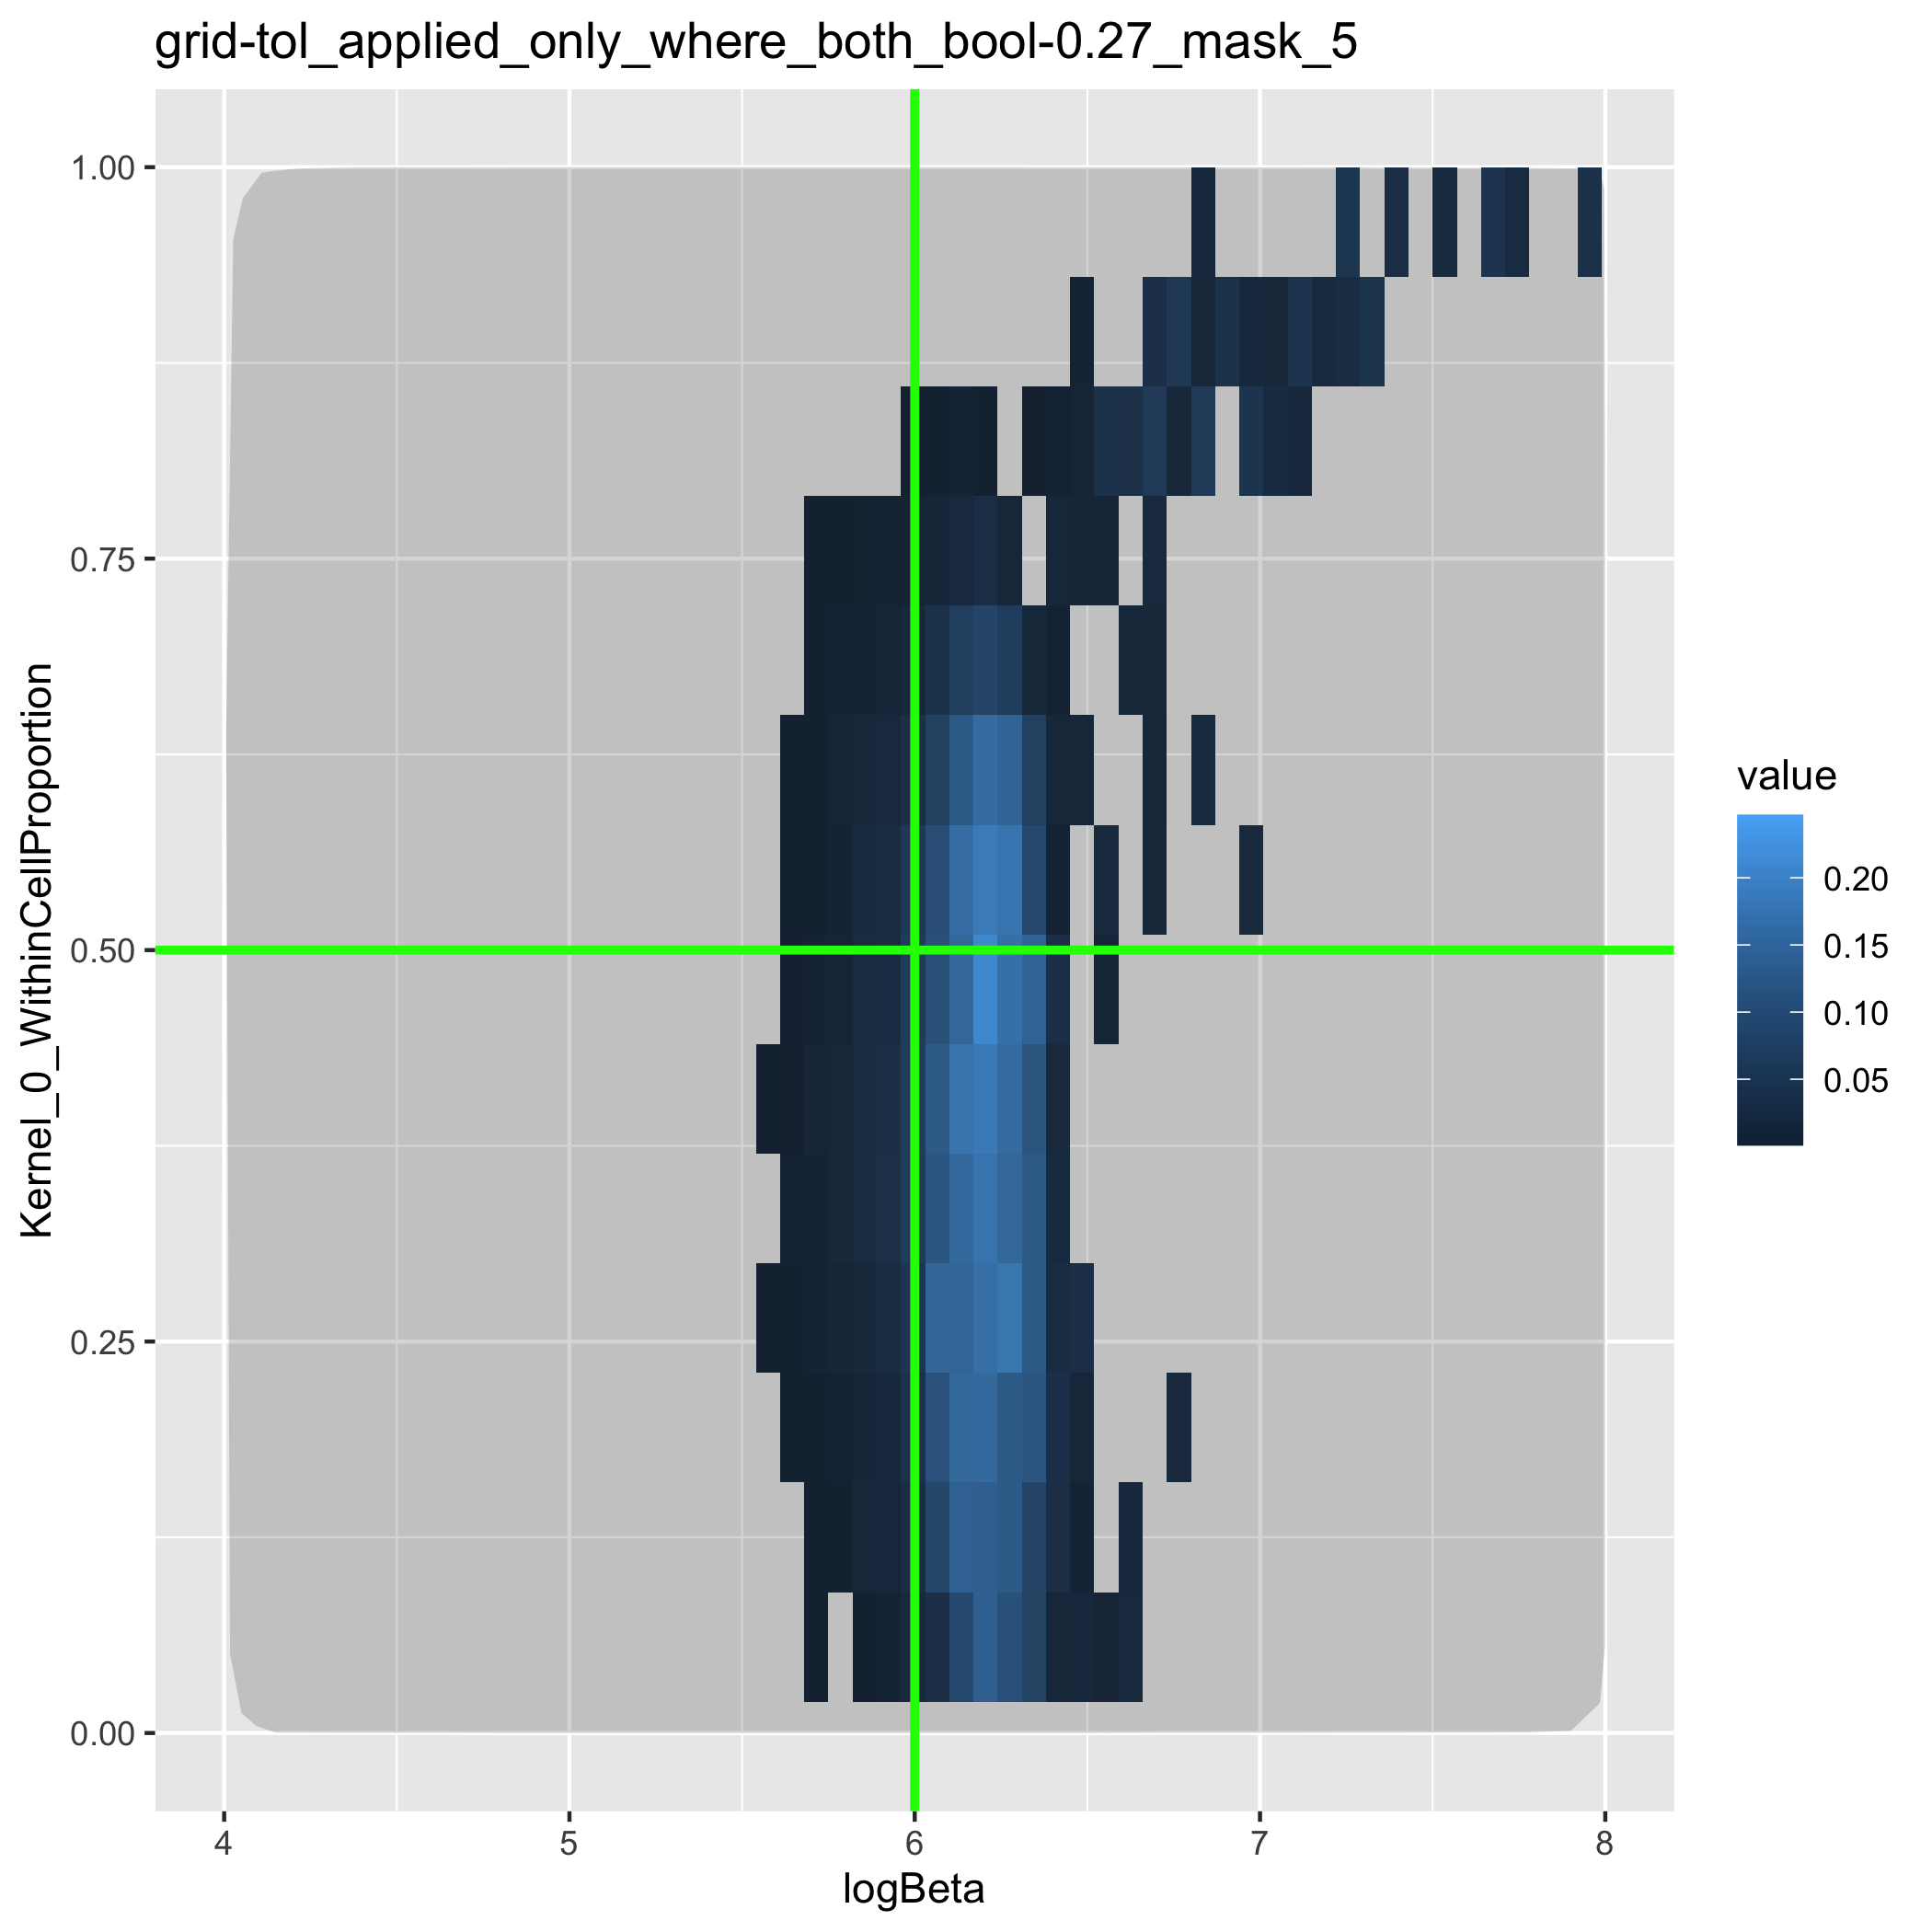 grid-tol_applied_only_where_both_bool-0.27_mask_5
1.00
0.75
0.50
0.25
0.00
Kernel_0_WithinCellProportion
4 5 6 7 8
logBeta
value
0.20
0.15
0.10
0.05